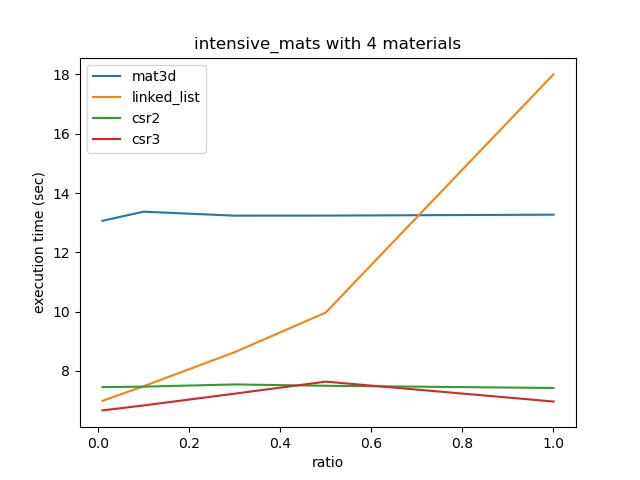 intensive_mats with 4 materials
mat3d
linked_list
csr2
csr3
execution time (sec)
18
16
14
12
10
8
0.0 0.2 0.4 0.6 0.8 1.0
ratio